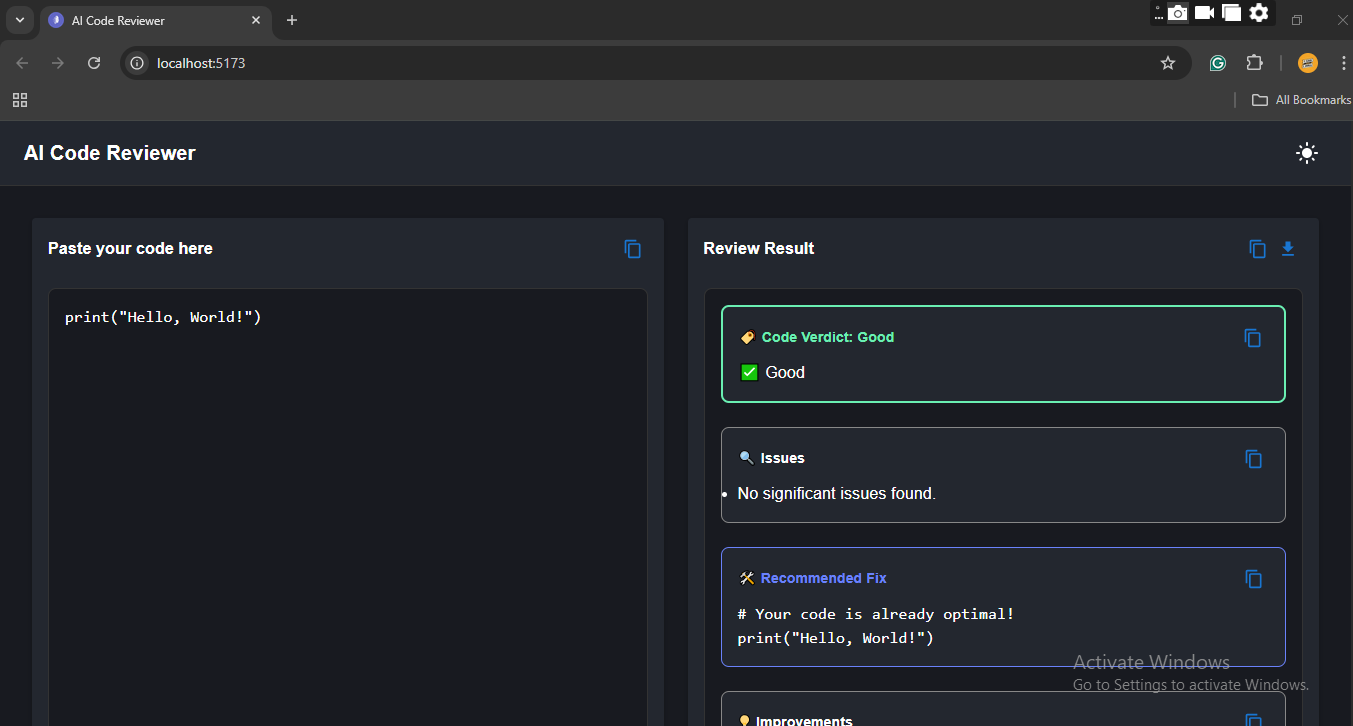 AI Code Reviewer
localhost:5173
All Bookmarks
AI Code Reviewer
Paste your code here
print("Hello, World!")
Review Result
Code Verdict: Good
Good
Issues
• No significant issues found.
Recommended Fix
# Your code is already optimal!
print("Hello, World!")
Activate Windows
Go to Settings to activate Windows.
Improvements